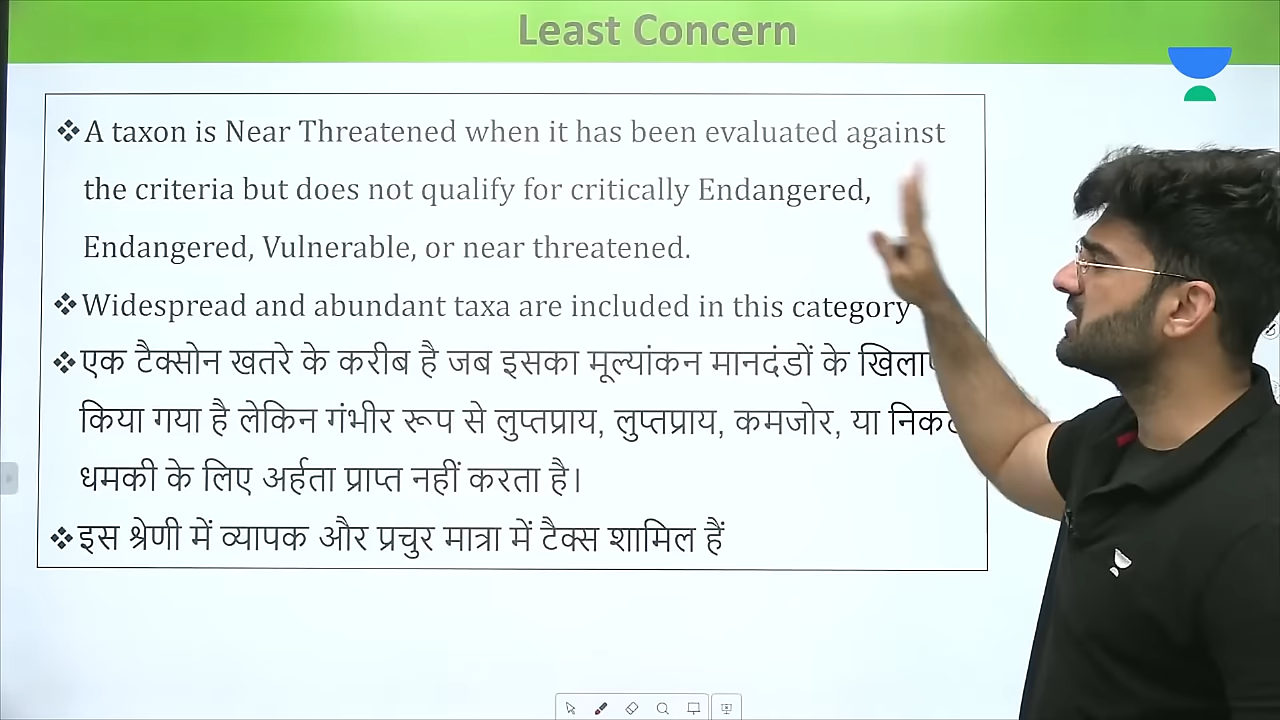 Least Concern
❖A taxon is Near Threatened when it has been evaluated against
the criteria but does not qualify for critically Endangered,
Endangered, Vulnerable, or near threatened.
❖Widespread and abundant taxa are included in this category
❖एक टैक्सोन खतरे के करीब है जब इसका मूल्यांकन मानदंडों के
किया गया है लेकिन गंभीर रूप से लुप्तप्राय, लुप्तप्राय, कमजोर, या
धमकी के लिए अर्हता प्राप्त नहीं करता है।
❖इस श्रेणी में व्यापक और प्रचुर मात्रा में टैक्स शामिल हैं